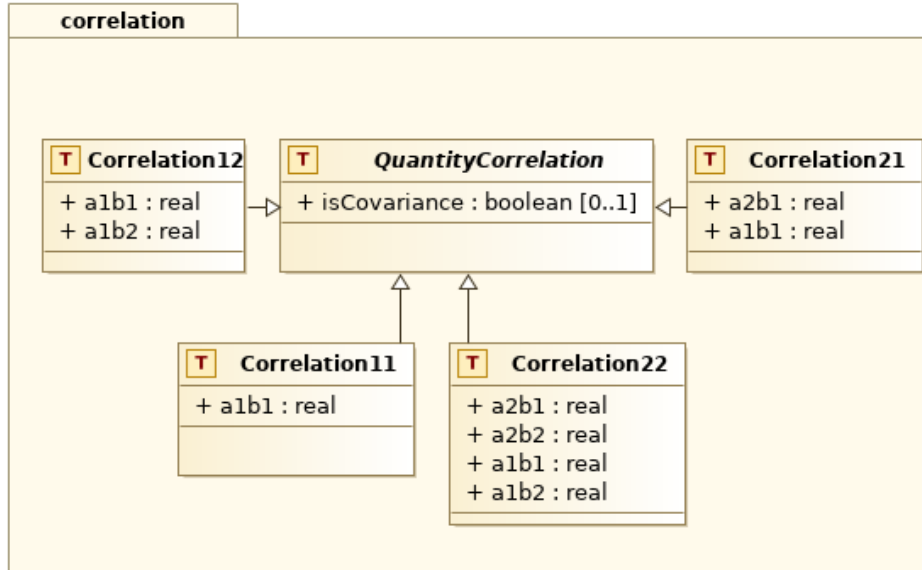 correlation
T Correlation12
+ a1b1 : real
+ a1b2 : real
T QuantityCorrelation
+ isCovariance : boolean [0..1]
T Correlation21
+ a2b1 : real
+ a1b1 : real
T Correlation11
+ a1b1 : real
T Correlation22
+ a2b1 : real
+ a2b2 : real
+ a1b1 : real
+ a1b2 : real